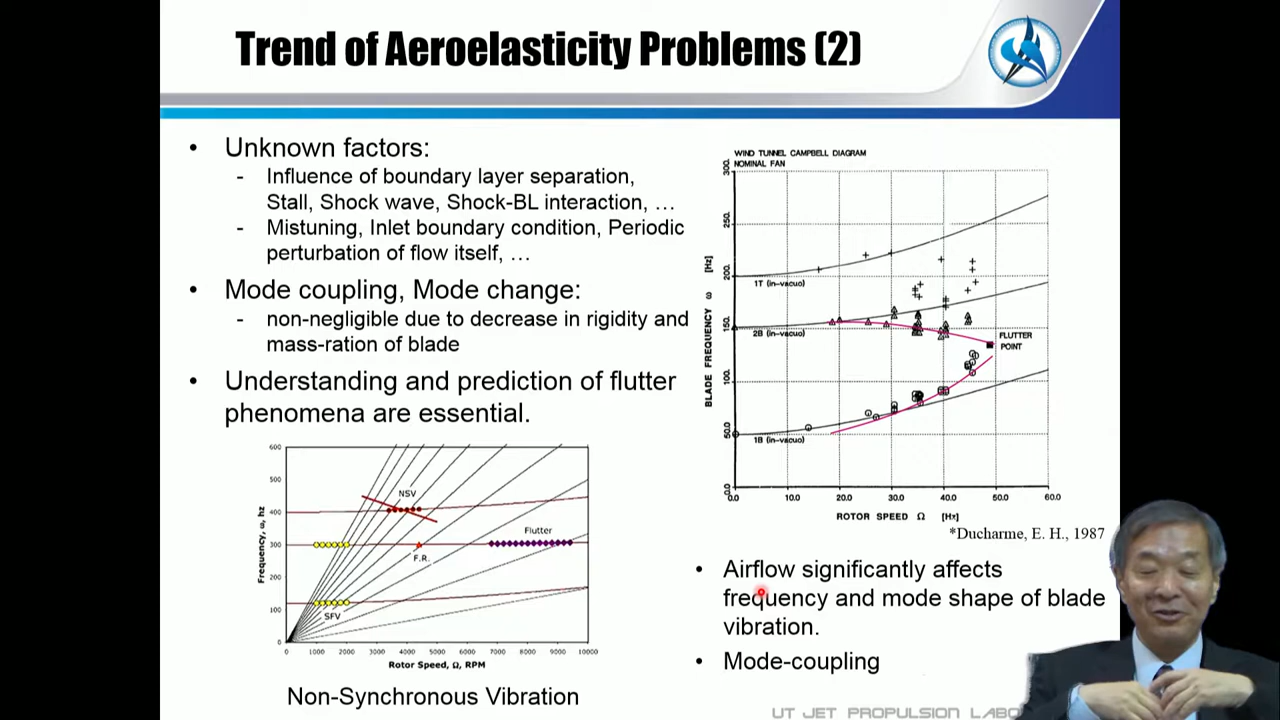 Trend of Aeroelasticity Problems (2)
• Unknown factors:
- Influence of boundary layer separation,
Stall, Shock wave, Shock-BL interaction, …
- Mistuning, Inlet boundary condition, Periodic
perturbation of flow itself, …
• Mode coupling, Mode change:
- non-negligible due to decrease in rigidity and
mass-ration of blade
• Understanding and prediction of flutter
phenomena are essential.
600
500
400
300
200
100
0
Frequency, ω, hz
NSV
Flutter
F.R.
SFV
0 1000 2000 3000 4000 5000 6000 7000 8000 9000 10000
Rotor Speed, Ω, RPM
Non-Synchronous Vibration
WIND TUNNEL CAMPBELL DIAGRAM
NOMINAL FAN
300.
250.
200.
150.
100.
50.0
0.0
BLADE FREQUENCY ω [Hz]
1T (in-vacuo)
2B (in-vacuo)
FLUTTER
POINT
1B (in-vacuo)
0.0 10.0 20.0 30.0 40.0 50.0 60.0
ROTOR SPEED Ω [Hx]
*Ducharme, E. H., 1987
• Airflow significantly affects
frequency and mode shape of blade
vibration.
• Mode-coupling
UT JET PROPULSION LABO